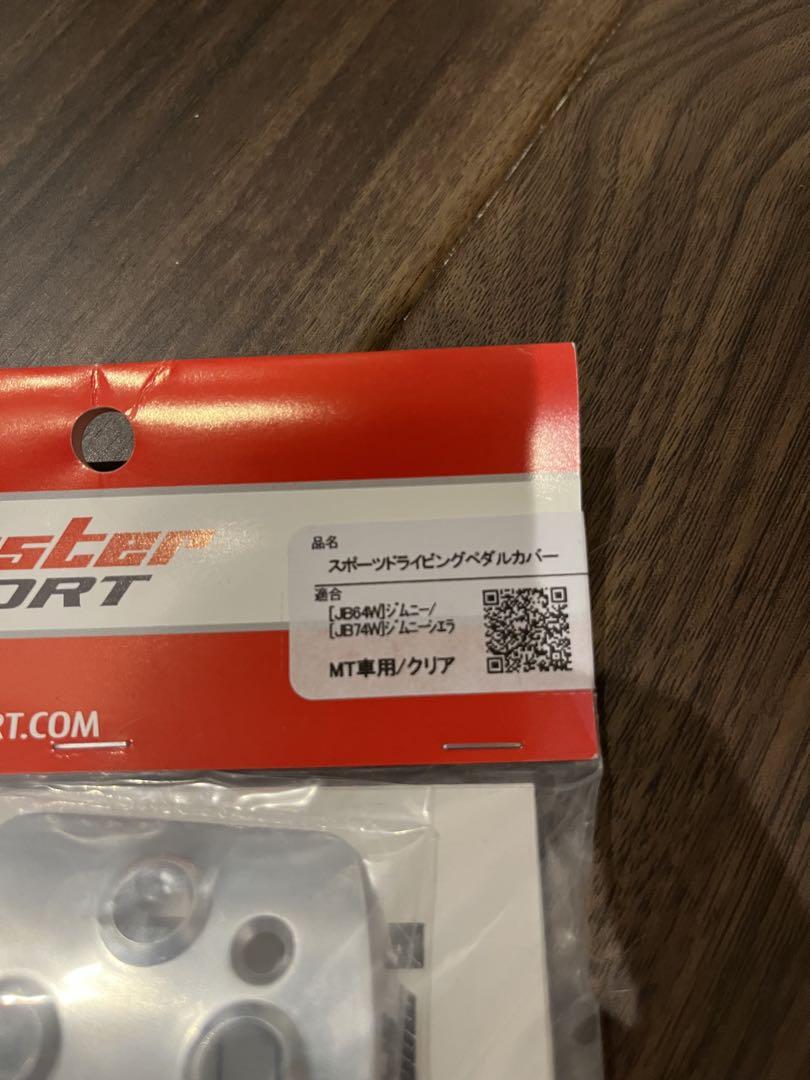 ster
ORT
品名
スポーツドライビングペダルカバー
適合
[JB64W]ジムニー/
[JB74W]ジムニーシエラ
MT車用/クリア
RT.COM